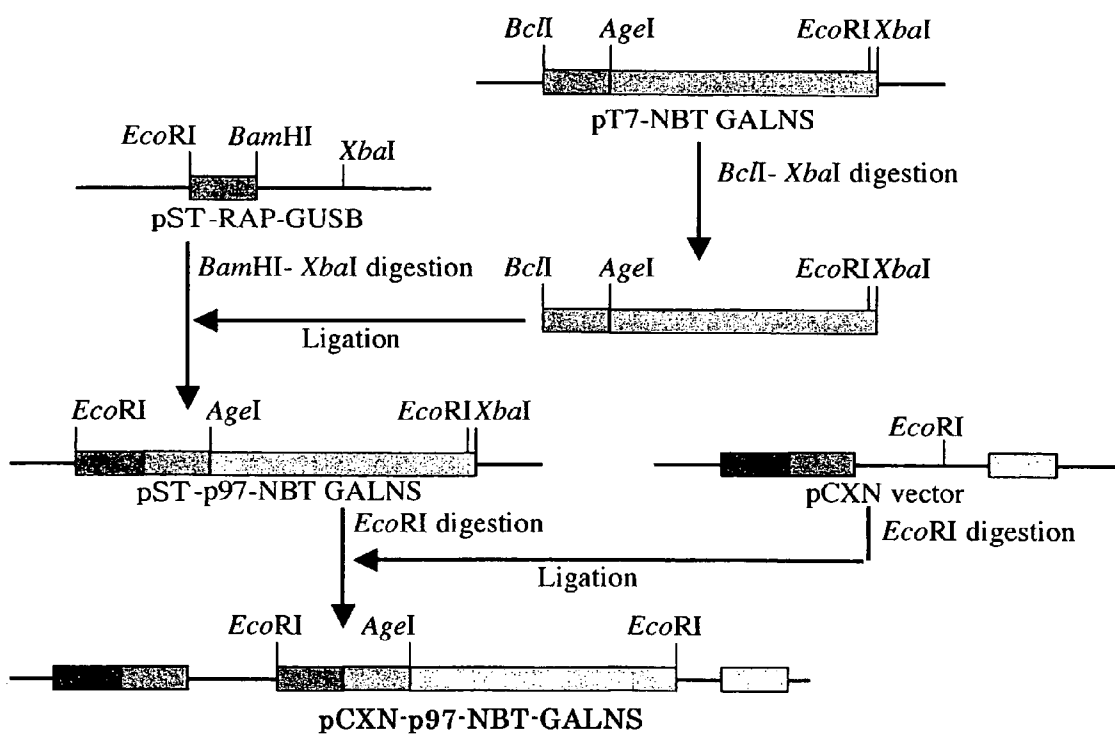 BclI AgeI EcoRI XbaI
pT7-NBT GALNS
EcoRI BamHI XbaI
pST-RAP-GUSB
BclI- XbaI digestion
BamHI- XbaI digestion
BclI AgeI EcoRI XbaI
Ligation
EcoRI AgeI EcoRI XbaI
pST-p97-NBT GALNS
EcoRI
pCXN vector
EcoRI digestion
EcoRI digestion
Ligation
EcoRI AgeI EcoRI
pCXN-p97-NBT-GALNS